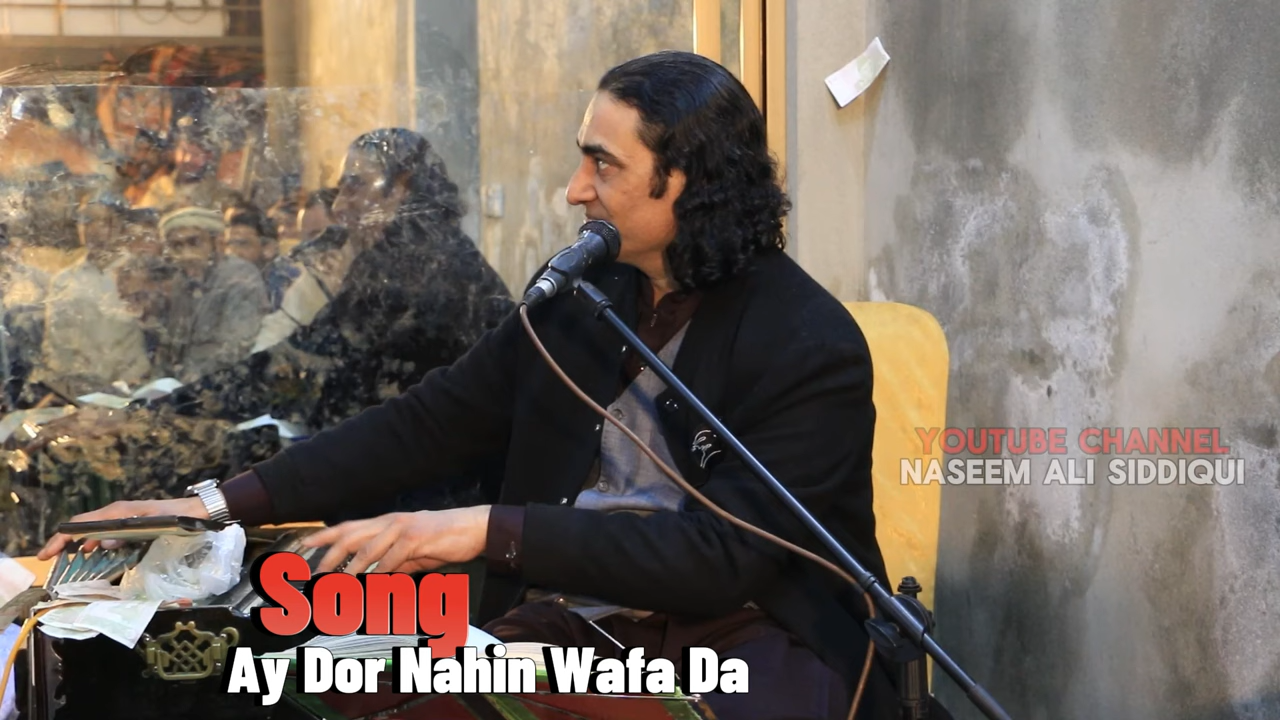 YOUTUBE CHANNEL
NASEEM ALI SIDDIQUI
Song
Ay Dor Nahin Wafa Da